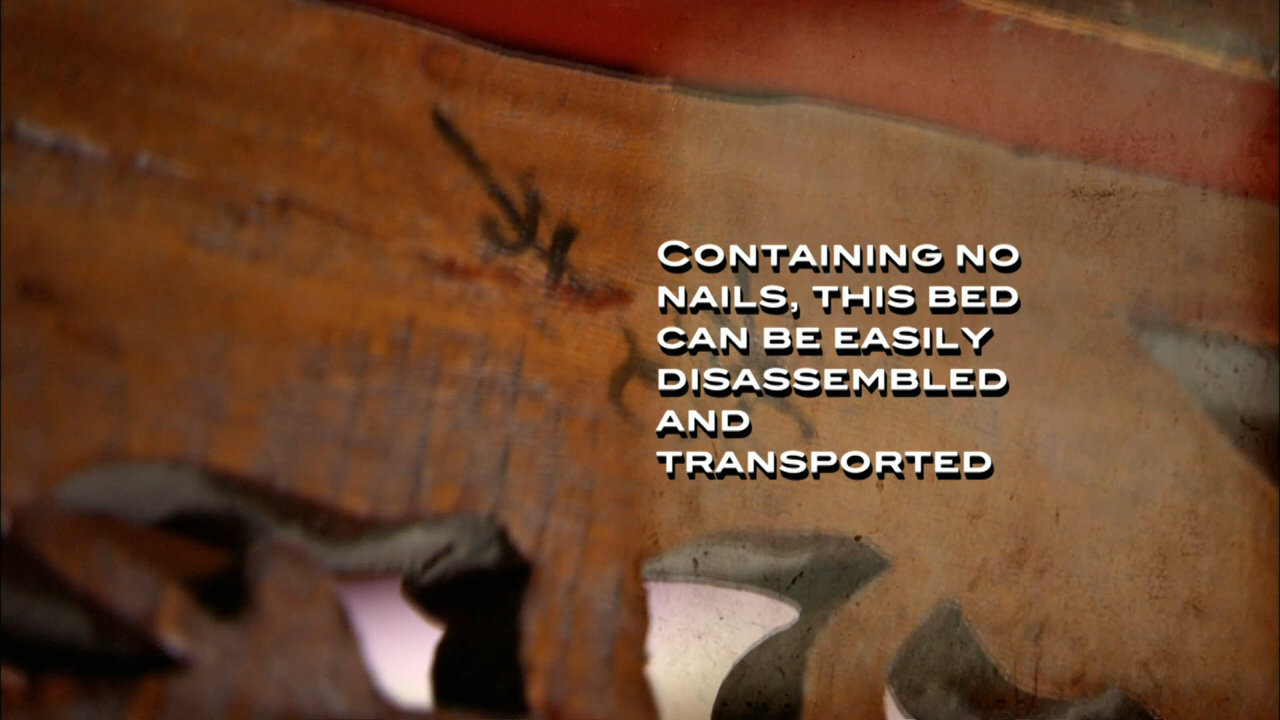 Containing no
nails, this bed
can be easily
disassembled
and
transported